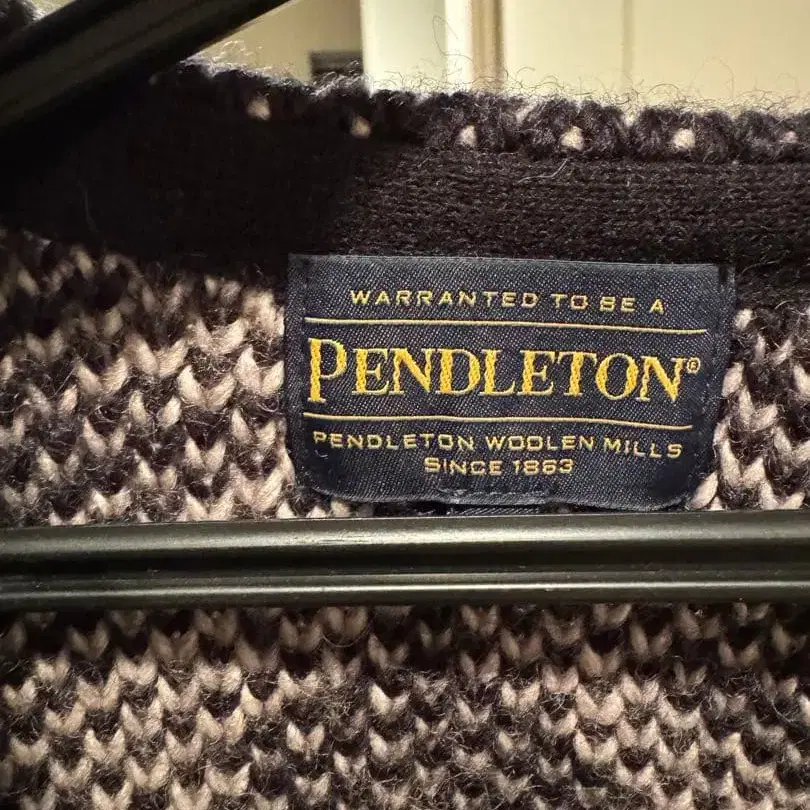 WARRANTED TO BE A
PENDLETON®
PENDLETON WOOLEN MILLS
SINCE 1863